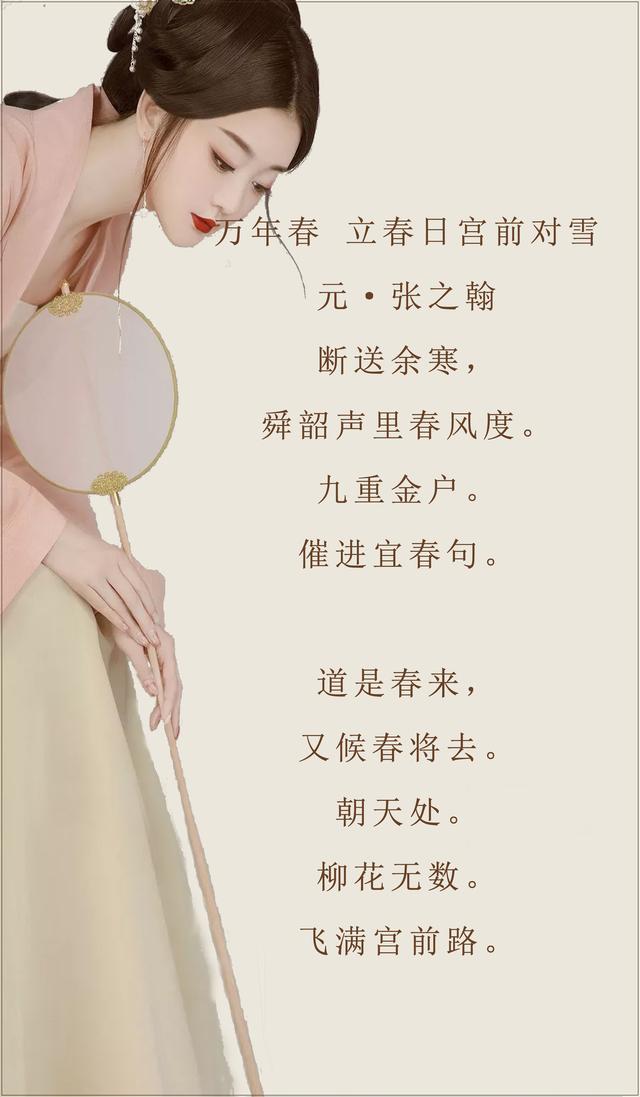 万年春 立春日宫前对雪
元·张之翰
断送余寒，
舜韶声里春风度。
九重金户。
催进宜春句。
道是春来，
又候春将去。
朝天处。
柳花无数。
飞满宫前路。